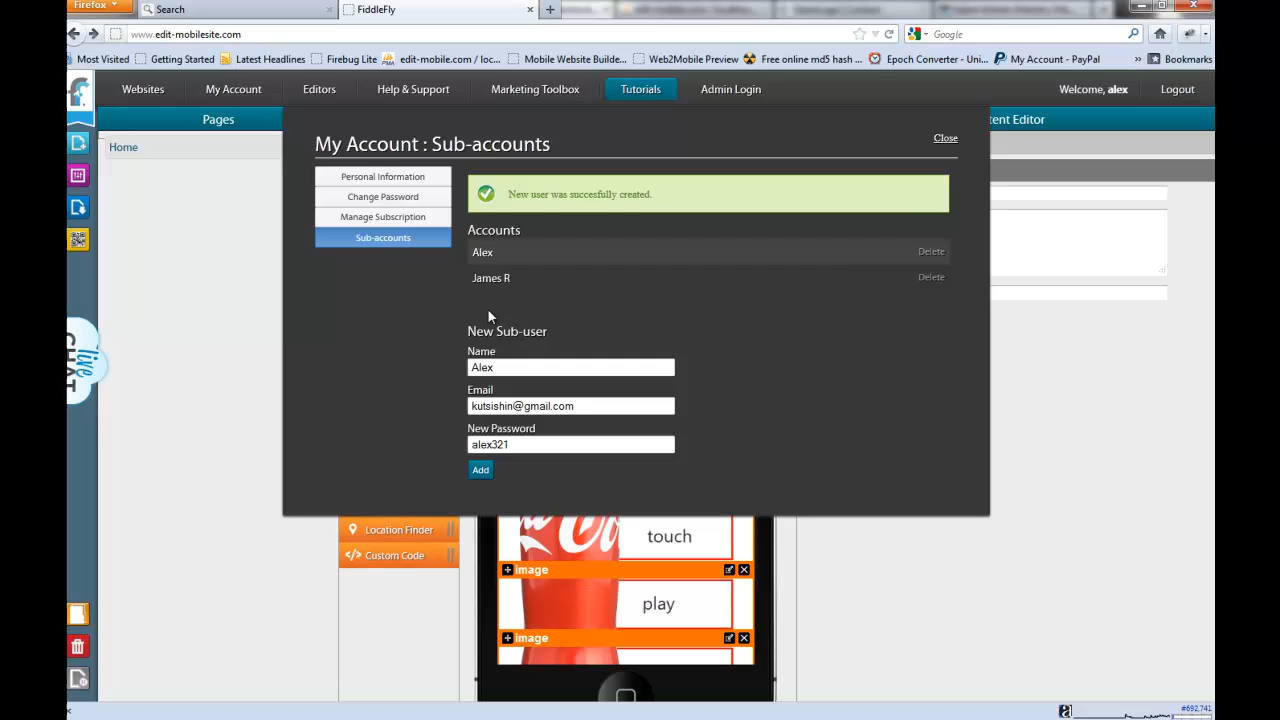 Firefox
Search
FiddleFly
www.edit-mobilesite.com
Google
Most Visited
Getting Started
Latest Headlines
Firebug Lite
edit-mobile.com / loc...
Mobile Website Builde...
Web2Mobile Preview
Free online md5 hash ...
Epoch Converter - Uni...
My Account - PayPal
»
Bookmarks
Websites
My Account
Editors
Help & Support
Marketing Toolbox
Tutorials
Admin Login
Welcome, alex
Logout
Pages
tent Editor
Home
My Account : Sub-accounts
Close
Personal Information
Change Password
Manage Subscription
Sub-accounts
New user was succesfully created.
Accounts
Alex
Delete
James R
Delete
New Sub-user
Name
Alex
Email
kutsishin@gmail.com
New Password
alex321
Add
live
CHAT
Location Finder
</> Custom Code
touch
image
play
image
#692,741